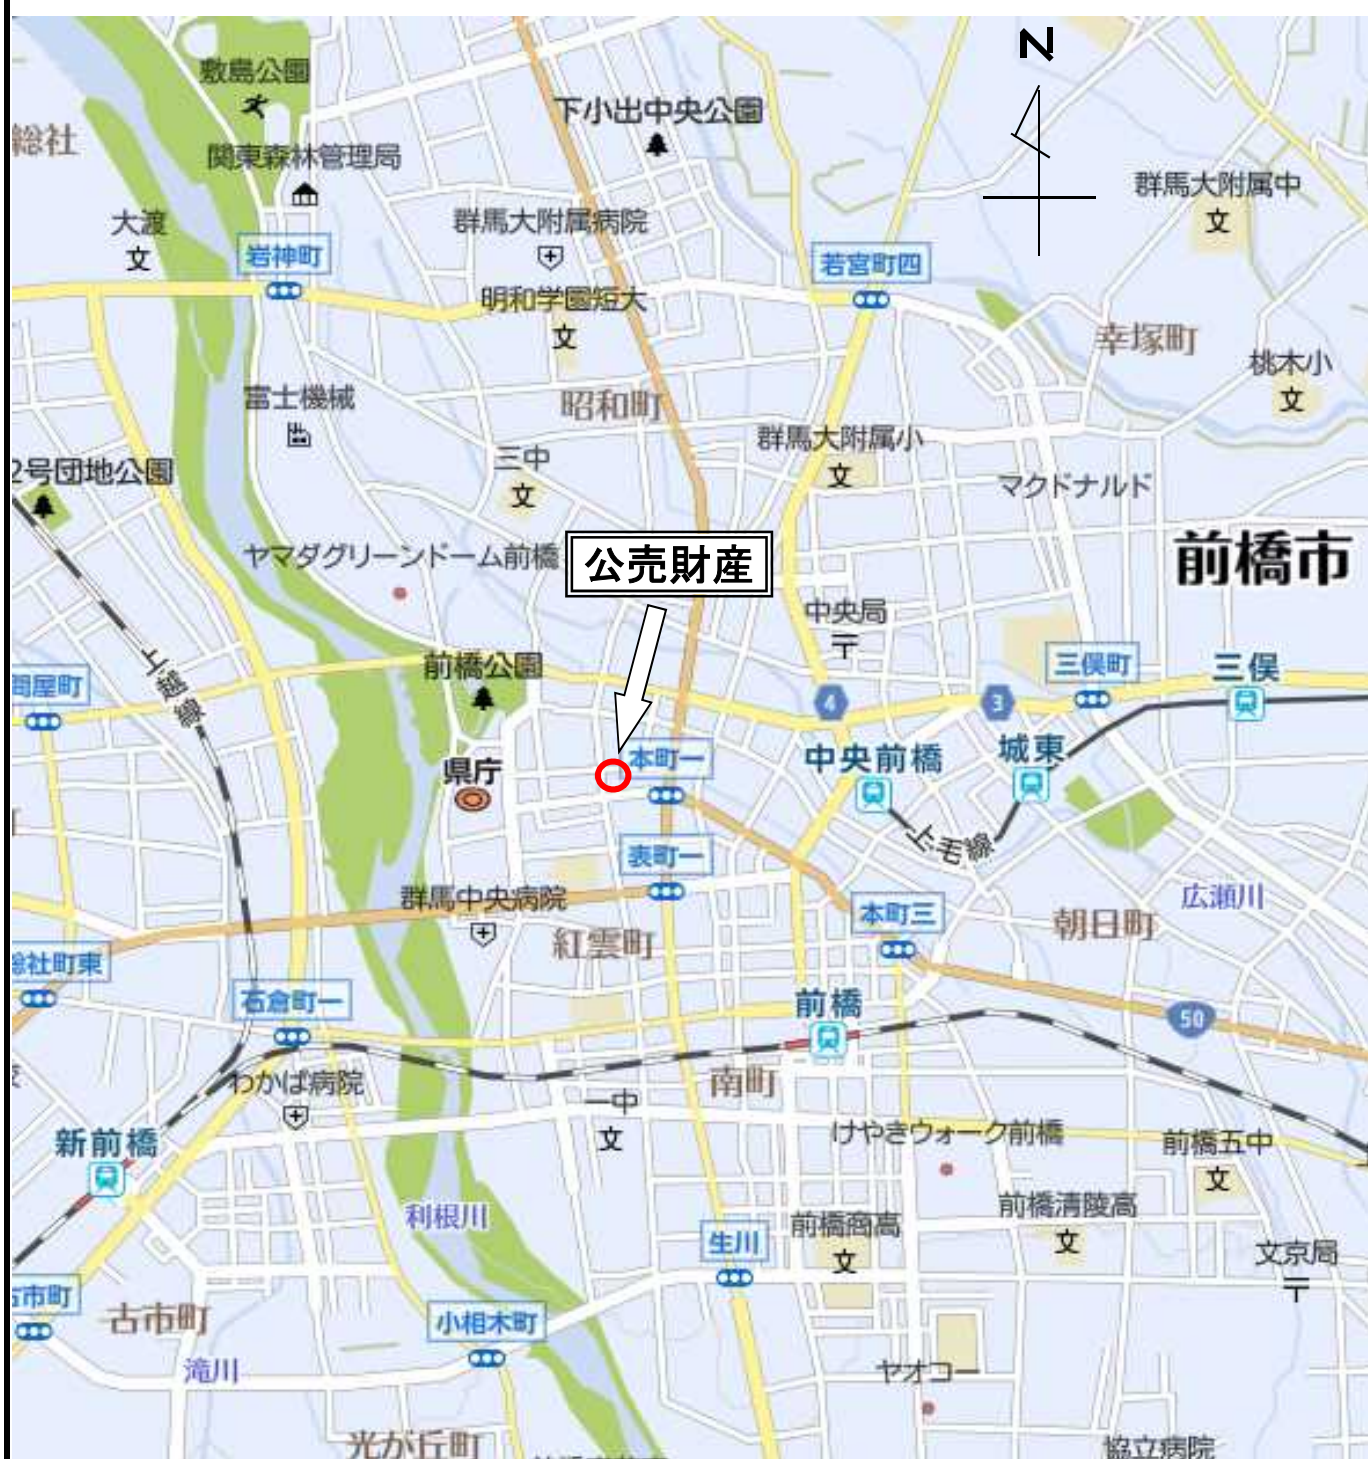 N
敷島公園
下小出中央公園
総社
関東森林管理局
群馬大附属中
大渡
群馬大附属病院
岩神町
若宮町四
明和学園短大
幸塚町
桃木小
富士機械
昭和町
群馬大附属小
三中
2号団地公園
マクドナルド
前橋市
ヤマダグリーンドーム前橋
公売財産
中央局
上越線
前橋公園
三俣町
三俣
問屋町
4
3
本町一
中央前橋
城東
県庁
上毛線
表町一
群馬中央病院
広瀬川
本町三
朝日町
紅雲町
総社町東
石倉町一
前橋
50
わかば病院
南町
一中
けやきウォーク前橋
新前橋
前橋五中
利根川
前橋商高
前橋清陵高
生川
文京局
古市町
古市町
小相木町
滝川
ヤオコー
光が丘町
協立病院